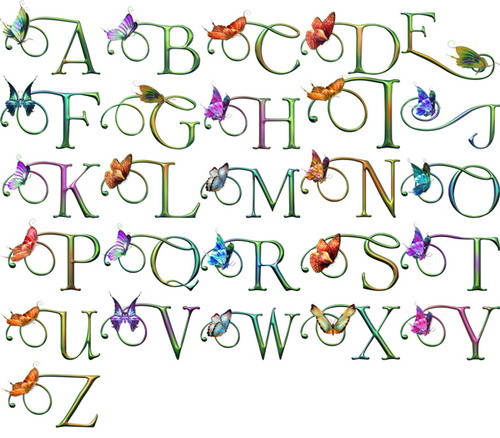 A B C D E
F G H I J
K L M N O
P Q R S T
U V W X Y
Z